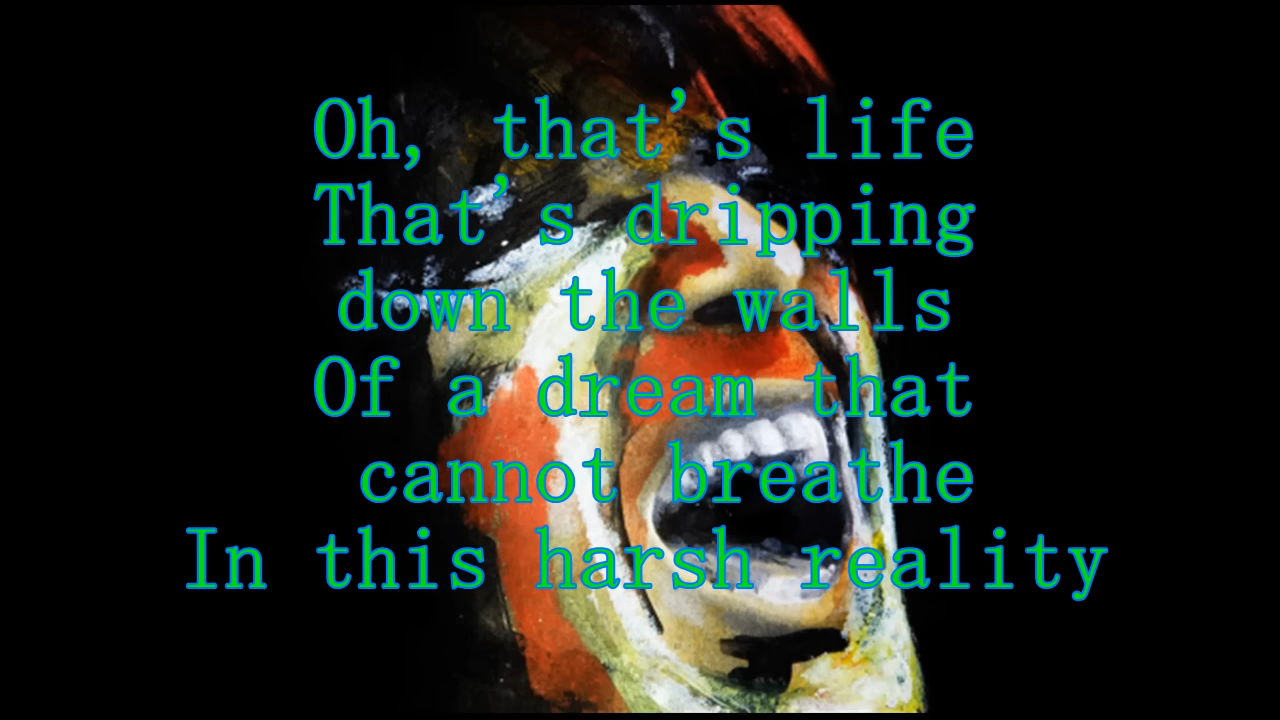 Oh, that's life
That's dripping
down the walls
Of a dream that
cannot breathe
In this harsh reality